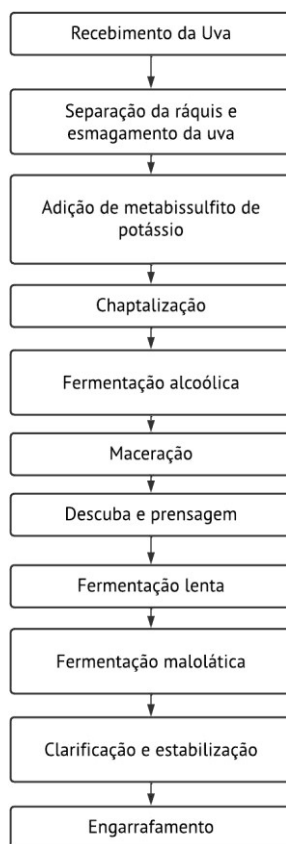 Recebimento da Uva
Separação da ráquis e
esmagamento da uva
Adição de metabissulfito de
potássio
Chaptalização
Fermentação alcoólica
Maceração
Descuba e prensagem
Fermentação lenta
Fermentação malolática
Clarificação e estabilização
Engarrafamento